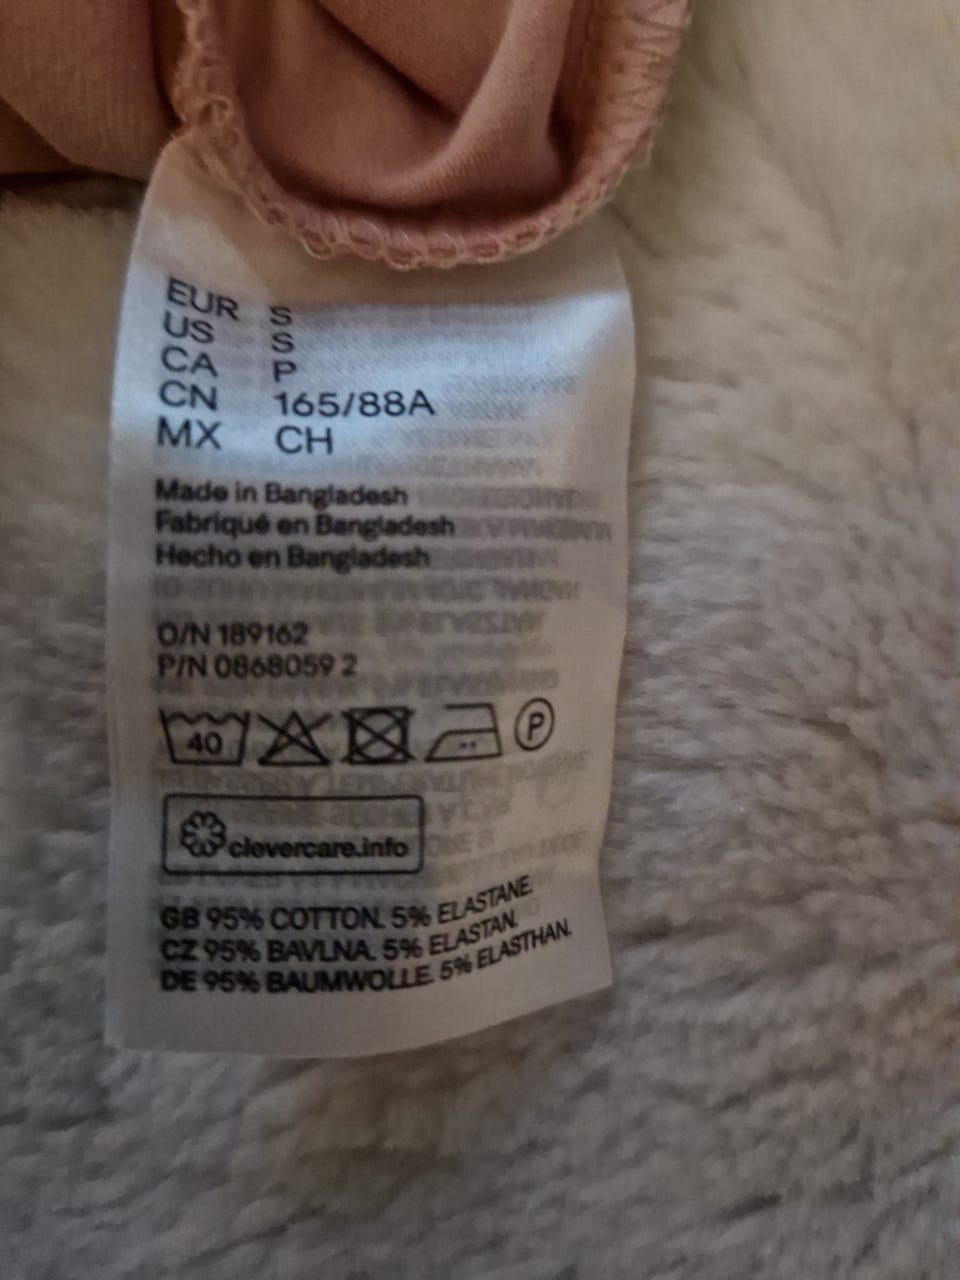 EUR S
US S
CA P
CN 165/88A
MX CH
Made in Bangladesh
Fabriqué en Bangladesh
Hecho en Bangladesh
O/N 189162
P/N 0868059 2
40 P
clevercare.info
GB 95% COTTON. 5% ELASTANE.
CZ 95% BAVLNA. 5% ELASTAN.
DE 95% BAUMWOLLE. 5% ELASTHAN.